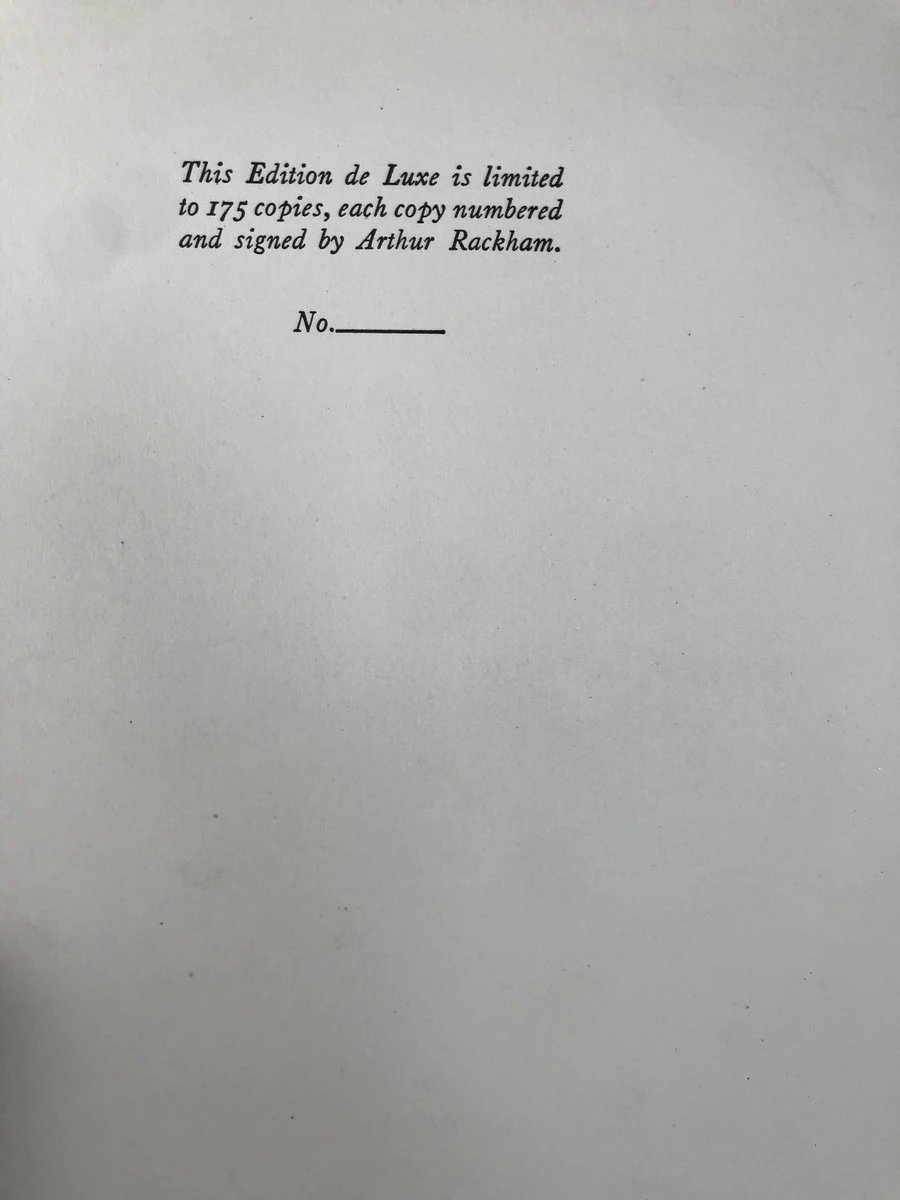 This Edition de Luxe is limited
to 175 copies, each copy numbered
and signed by Arthur Rackham.
No.